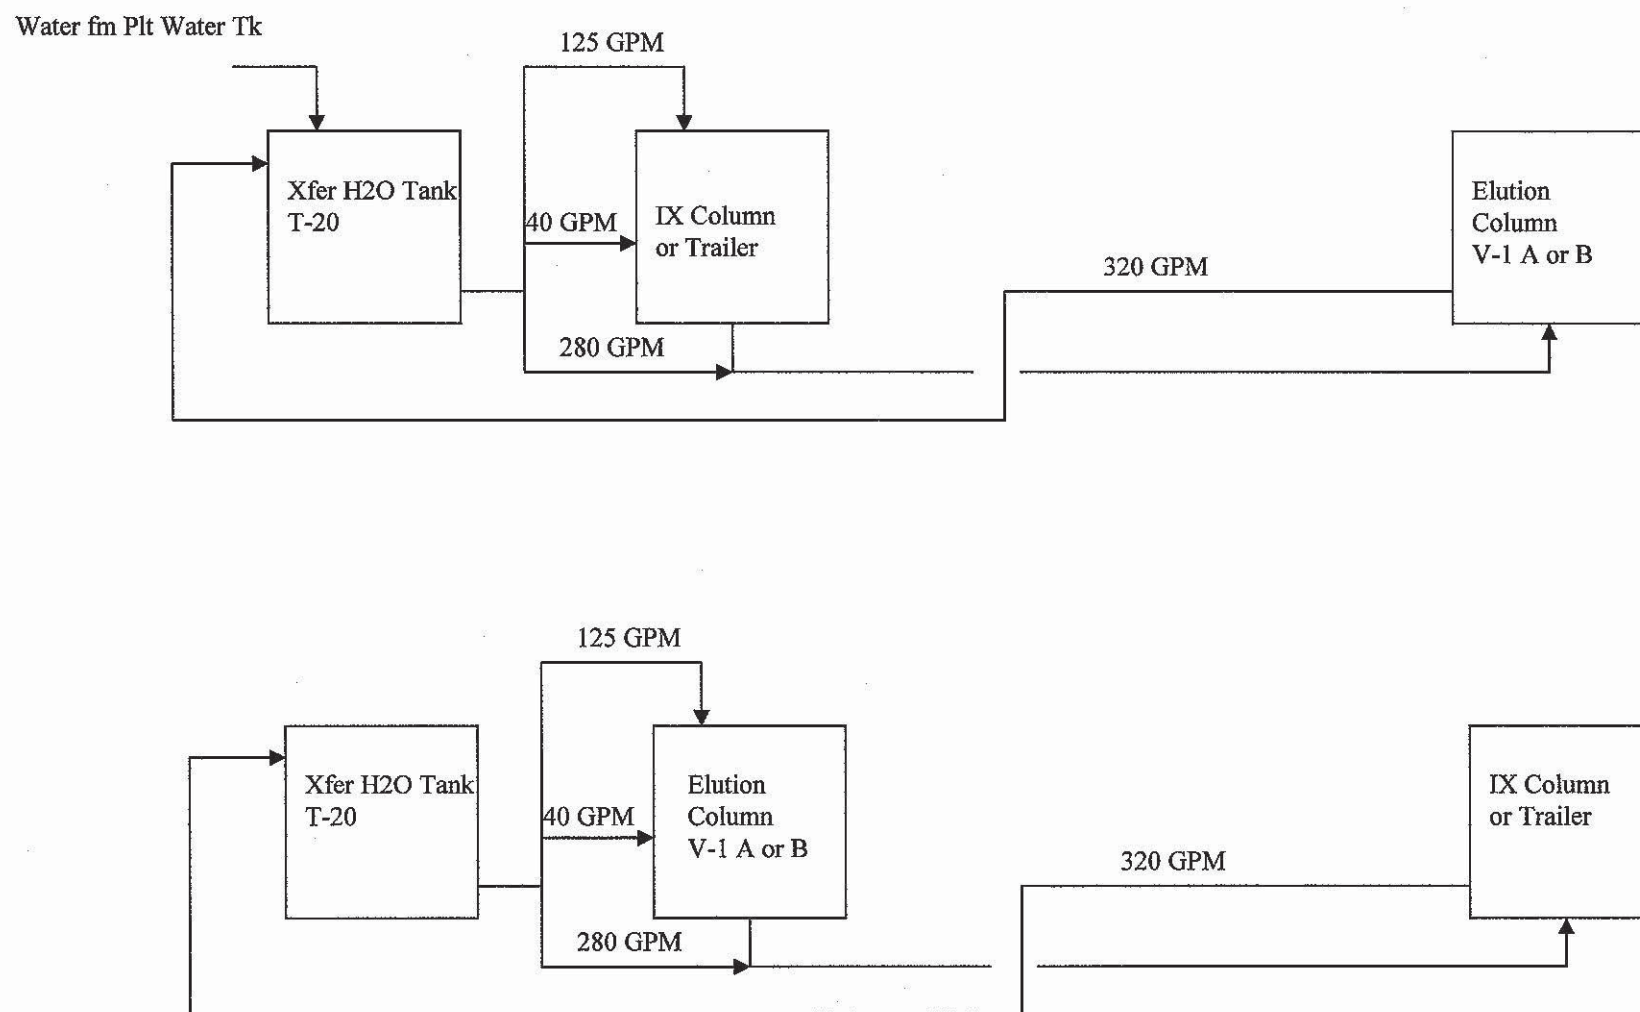 Water fm Plt Water Tk
125 GPM
Xfer H2O Tank
T-20
40 GPM
IX Column
or Trailer
280 GPM
320 GPM
Elution
Column
V-1 A or B
125 GPM
Xfer H2O Tank
T-20
40 GPM
Elution
Column
V-1 A or B
280 GPM
320 GPM
IX Column
or Trailer